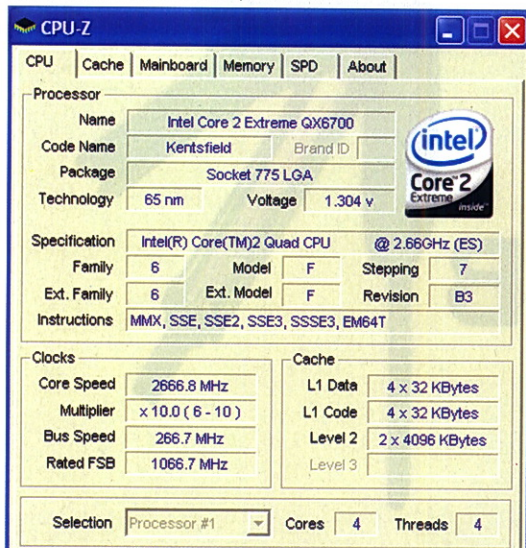 CPU-Z
CPU Cache Mainboard Memory SPD About
Processor
Name Intel Core 2 Extreme QX6700
Code Name Kentsfield Brand ID
Package Socket 775 LGA
Technology 65 nm Voltage 1.304 v
intel
Core 2
Extreme
inside
Specification Intel(R) Core(TM)2 Quad CPU @ 2.66GHz (ES)
Family 6 Model F Stepping 7
Ext. Family 6 Ext. Model F Revision B3
Instructions MMX, SSE, SSE2, SSE3, SSSE3, EM64T
Clocks
Core Speed 2666.8 MHz
Multiplier x 10.0 ( 6 - 10 )
Bus Speed 266.7 MHz
Rated FSB 1066.7 MHz
Cache
L1 Data 4 x 32 KBytes
L1 Code 4 x 32 KBytes
Level 2 2 x 4096 KBytes
Level 3
Selection Processor #1 Cores 4 Threads 4